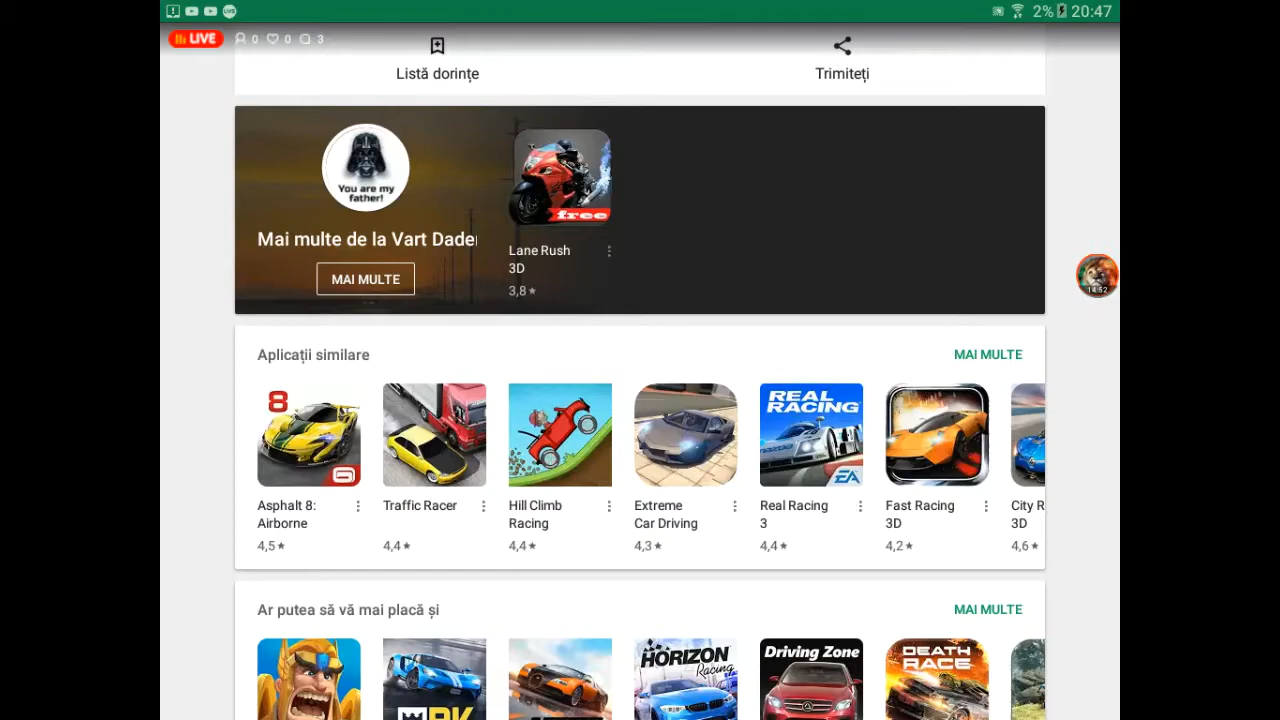 LIVE 2% 20:47
LIVE 0 0 3
Listă dorințe
Trimiteți
You are my
father!
Mai multe de la Vart Dade
MAI MULTE
free
Lane Rush
3D
3,8★
Aplicații similare
MAI MULTE
8
REAL
RACING
EA
14:52
Asphalt 8:
Airborne
4,5★
Traffic Racer
4,4★
Hill Climb
Racing
4,4★
Extreme
Car Driving
4,3★
Real Racing
3
4,4★
Fast Racing
3D
4,2★
City R
3D
4,6★
Ar putea să vă mai placă și
MAI MULTE
HORIZON
Racing
Driving Zone
DEATH
RACE